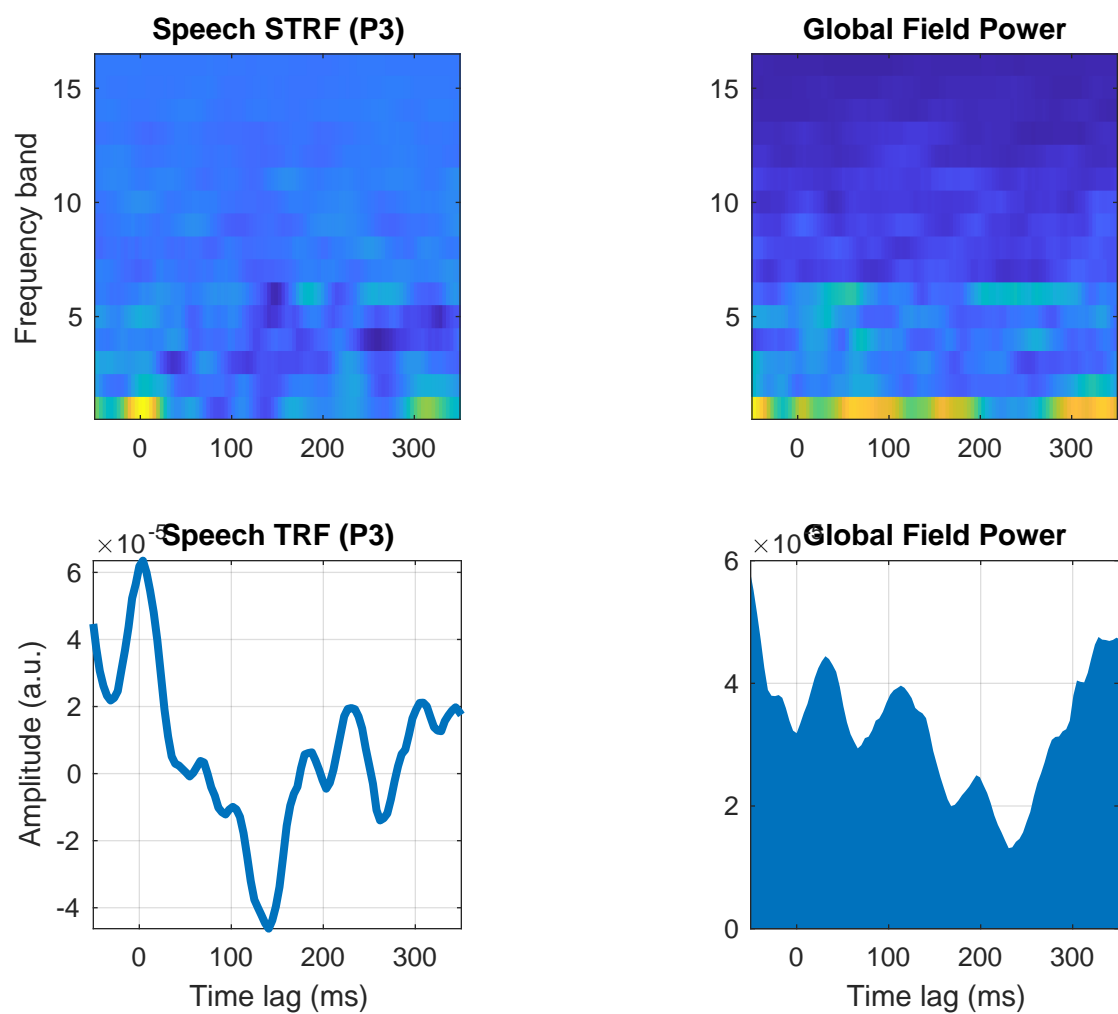 Speech STRF (P3)
Global Field Power
Frequency band
15
10
5
0 100 200 300
15
10
5
0 100 200 300
×10^-5
Speech TRF (P3)
×10^-5
Global Field Power
Amplitude (a.u.)
6
4
2
0
-2
-4
0 100 200 300
Time lag (ms)
6
4
2
0
0 100 200 300
Time lag (ms)